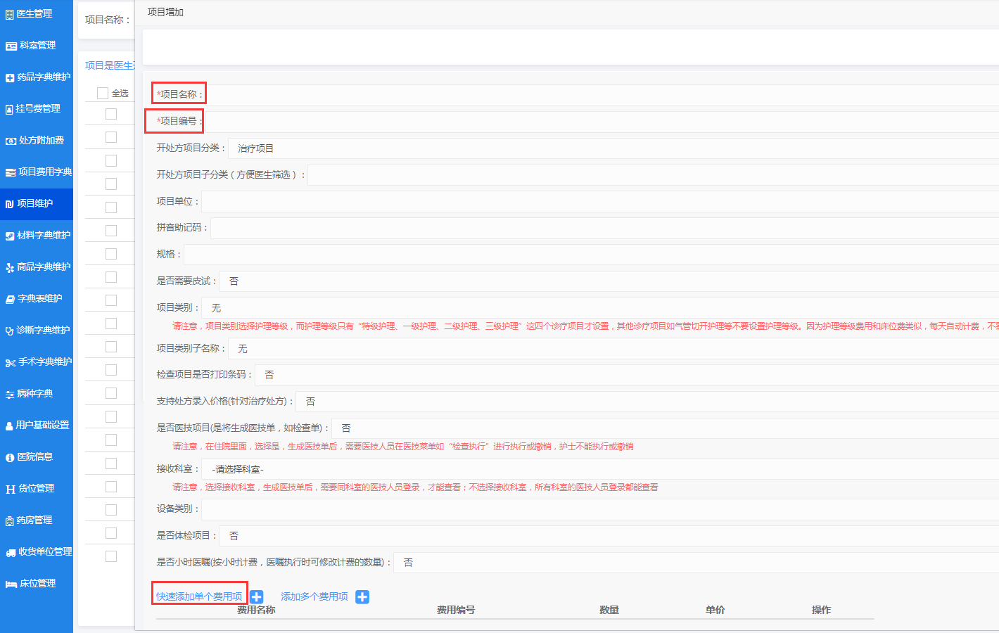 医生管理
科室管理
药品字典维护
挂号费管理
处方附加费
项目费用字典
项目维护
材料字典维护
商品字典维护
字典表维护
诊断字典维护
手术字典维护
病种字典
用户基础设置
医院信息
货位管理
药房管理
收货单位管理
床位管理
项目名称：
项目是医生
全选
项目增加
*项目名称：
*项目编号：
开处方项目分类： 治疗项目
开处方项目子分类（方便医生筛选）：
项目单位：
拼音助记码：
规格：
是否需要皮试： 否
项目类别： 无
请注意，项目类别选择护理等级，而护理等级只有“特级护理、一级护理、二级护理、三级护理”这四个诊疗项目才设置，其他诊疗项目如气管切开护理等不要设置护理等级。因为护理等级费用和床位费类似，每天自动计费，不
项目类别子名称： 无
检查项目是否打印条码： 否
支持处方录入价格(针对治疗处方)： 否
是否医技项目(是将生成医技单，如检查单)： 否
请注意，在住院里面，选择是，生成医技单后，需要医技人员在医技菜单如“检查执行”进行执行或撤销，护士不能执行或撤销
接收科室： -请选择科室-
请注意，选择接收科室，生成医技单后，需要同科室的医技人员登录，才能查看；不选择接收科室，所有科室的医技人员登录都能查看
设备类别：
是否体检项目： 否
是否小时医嘱(按小时计费，医嘱执行时可修改计费的数量)： 否
快速添加单个费用项 添加多个费用项
费用名称 费用编号 数量 单价 操作